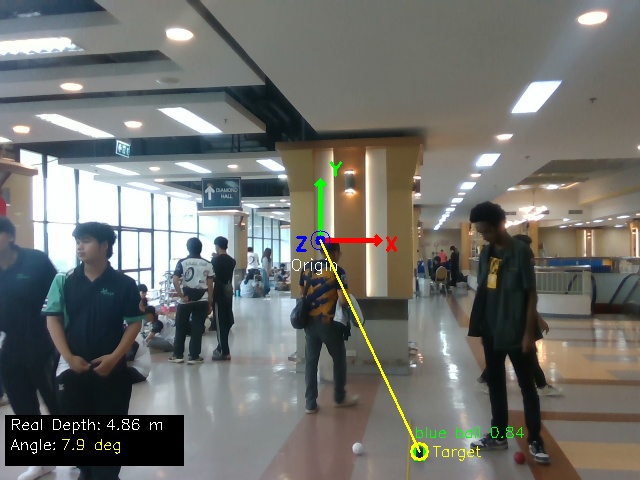 DIAMOND
HALL
Y
Z
X
Origin
blue ball 0.84
Target
Real Depth: 4.86 m
Angle: 7.9 deg